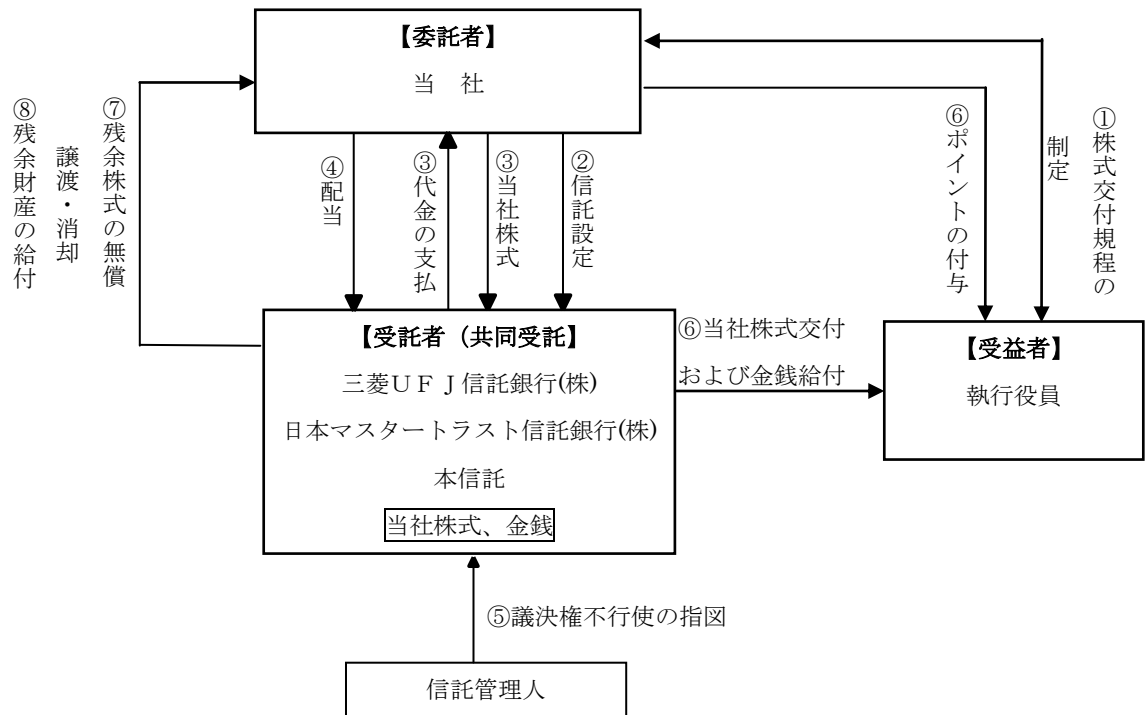 【委託者】
当 社
⑧残余財産の給付
⑦残余株式の無償
譲渡・消却
④配当
③代金の支払
③当社株式
②信託設定
⑥ポイントの付与
①株式交付規程の
制定
【受託者（共同受託】
三菱ＵＦＪ信託銀行(株)
日本マスタートラスト信託銀行(株)
本信託
当社株式、金銭
⑥当社株式交付
および金銭給付
【受益者】
執行役員
⑤議決権不行使の指図
信託管理人